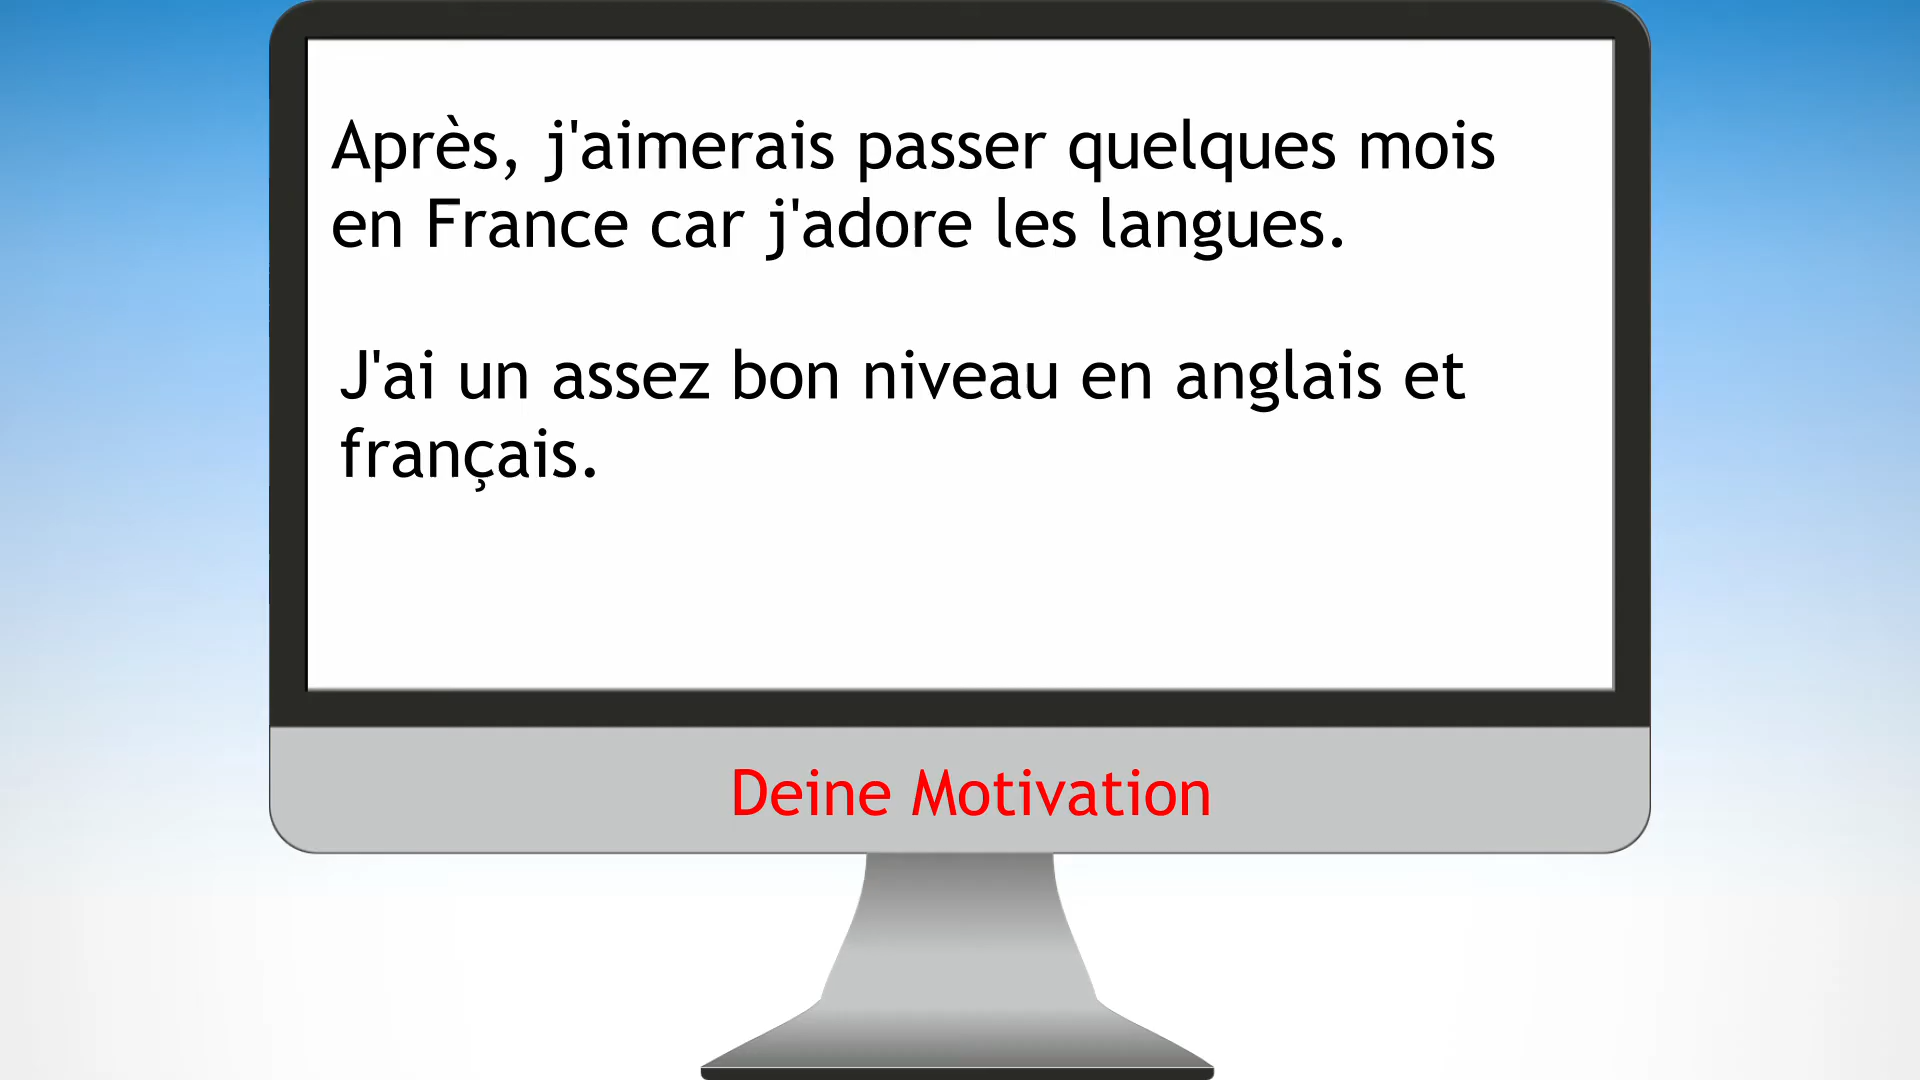 Après, j'aimerais passer quelques mois
en France car j'adore les langues.
J'ai un assez bon niveau en anglais et
français.
Deine Motivation